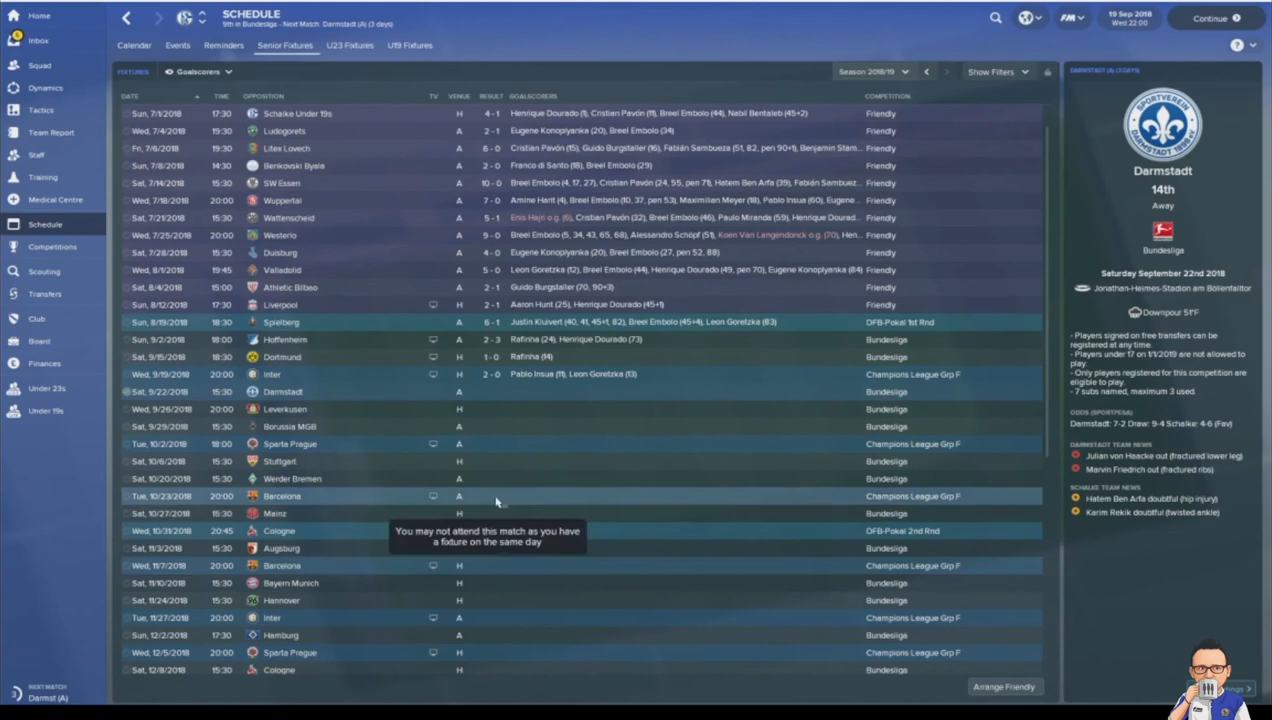 Home
Inbox
Squad
Dynamics
Tactics
Team Report
Staff
Training
Medical Centre
Schedule
Competitions
Scouting
Transfers
Club
Board
Finances
Under 23s
Under 19s
NEXT MATCH
Darmst (A)
SCHEDULE
9th in Bundesliga - Next Match: Darmstadt (A) (3 days)
FM
19 Sep 2018
Wed 22:00
Continue
Calendar Events Reminders Senior Fixtures U23 Fixtures U19 Fixtures
FIXTURES Goalscorers Season 2018/19 Show Filters
DATE TIME OPPOSITION TV VENUE RESULT GOALSCORERS COMPETITION
Sun, 7/1/2018 17:30 Schalke Under 19s H 4-1 Henrique Dourado (1), Cristian Pavón (11), Breel Embolo (44), Nabil Bentaleb (45+2) Friendly
Wed, 7/4/2018 19:30 Ludogorets A 2-1 Eugene Konoplyanka (20), Breel Embolo (34) Friendly
Fri, 7/6/2018 19:30 Litex Lovech A 6-0 Cristian Pavón (15), Guido Burgstaller (16), Fabián Sambueza (51, 82, pen 90+1), Benjamin Stam... Friendly
Sun, 7/8/2018 14:30 Benkovski Byala A 2-0 Franco di Santo (18), Breel Embolo (29) Friendly
Sat, 7/14/2018 15:30 SW Essen A 10-0 Breel Embolo (4, 17, 27), Cristian Pavón (24, 55, pen 71), Hatem Ben Arfa (39), Fabián Sambuez... Friendly
Wed, 7/18/2018 20:00 Wuppertal A 7-0 Amine Harit (4), Breel Embolo (10, 37, pen 53), Maximilian Meyer (18), Pablo Insua (60), Eugene... Friendly
Sat, 7/21/2018 15:30 Wattenscheid A 5-1 Enis Hajri o.g. (6), Cristian Pavón (32), Breel Embolo (46), Paulo Miranda (59), Henrique Dourad... Friendly
Wed, 7/25/2018 20:00 Westerlo A 9-0 Breel Embolo (5, 34, 43, 65, 68), Alessandro Schöpf (51), Koen Van Langendonck o.g. (70), Hen... Friendly
Sat, 7/28/2018 15:30 Duisburg A 4-0 Eugene Konoplyanka (20), Breel Embolo (27, pen 52, 88) Friendly
Wed, 8/1/2018 19:45 Valladolid A 5-0 Leon Goretzka (12), Breel Embolo (44), Henrique Dourado (49, pen 70), Eugene Konoplyanka (84) Friendly
Sat, 8/4/2018 15:00 Athletic Bilbao A 2-1 Guido Burgstaller (70, 90+3) Friendly
Sun, 8/12/2018 17:30 Liverpool H 2-1 Aaron Hunt (25), Henrique Dourado (45+1) Friendly
Sun, 8/19/2018 18:30 Spielberg A 6-1 Justin Kluivert (40, 41, 45+1, 82), Breel Embolo (45+4), Leon Goretzka (83) DFB-Pokal 1st Rnd
Sun, 9/2/2018 18:00 Hoffenheim A 2-3 Rafinha (24), Henrique Dourado (73) Bundesliga
Sat, 9/15/2018 18:30 Dortmund H 1-0 Rafinha (14) Bundesliga
Wed, 9/19/2018 20:00 Inter H 2-0 Pablo Insua (11), Leon Goretzka (13) Champions League Grp F
Sat, 9/22/2018 15:30 Darmstadt A Bundesliga
Wed, 9/26/2018 20:00 Leverkusen H Bundesliga
Sat, 9/29/2018 15:30 Borussia MGB A Bundesliga
Tue, 10/2/2018 18:00 Sparta Prague A Champions League Grp F
Sat, 10/6/2018 15:30 Stuttgart H Bundesliga
Sat, 10/20/2018 15:30 Werder Bremen A Bundesliga
Tue, 10/23/2018 20:00 Barcelona A Champions League Grp F
Sat, 10/27/2018 15:30 Mainz H Bundesliga
Wed, 10/31/2018 20:45 Cologne A DFB-Pokal 2nd Rnd
Sat, 11/3/2018 15:30 Augsburg A Bundesliga
Wed, 11/7/2018 20:00 Barcelona H Champions League Grp F
Sat, 11/10/2018 15:30 Bayern Munich H Bundesliga
Sat, 11/24/2018 15:30 Hannover H Bundesliga
Tue, 11/27/2018 20:00 Inter A Champions League Grp F
Sun, 12/2/2018 17:30 Hamburg A Bundesliga
Wed, 12/5/2018 20:00 Sparta Prague H Champions League Grp F
Sat, 12/8/2018 15:30 Cologne H Bundesliga
You may not attend this match as you have
a fixture on the same day
Arrange Friendly
DARMSTADT (A) (3 DAYS)
SPORTVEREIN
DARMSTADT 1898 e.V.
Darmstadt
14th
Away
Bundesliga
Saturday September 22nd 2018
Jonathan-Heimes-Stadion am Böllenfalltor
Downpour 51°F
- Players signed on free transfers can be
registered at any time.
- Players under 17 on 1/1/2019 are not allowed to
play.
- Only players registered for this competition are
eligible to play.
- 7 subs named, maximum 3 used.
ODDS (SPORTPESA)
Darmstadt: 7-2 Draw: 9-4 Schalke: 4-6 (Fav)
DARMSTADT TEAM NEWS
Julian von Haacke out (fractured lower leg)
Marvin Friedrich out (fractured ribs)
SCHALKE TEAM NEWS
Hatem Ben Arfa doubtful (hip injury)
Karim Rekik doubtful (twisted ankle)